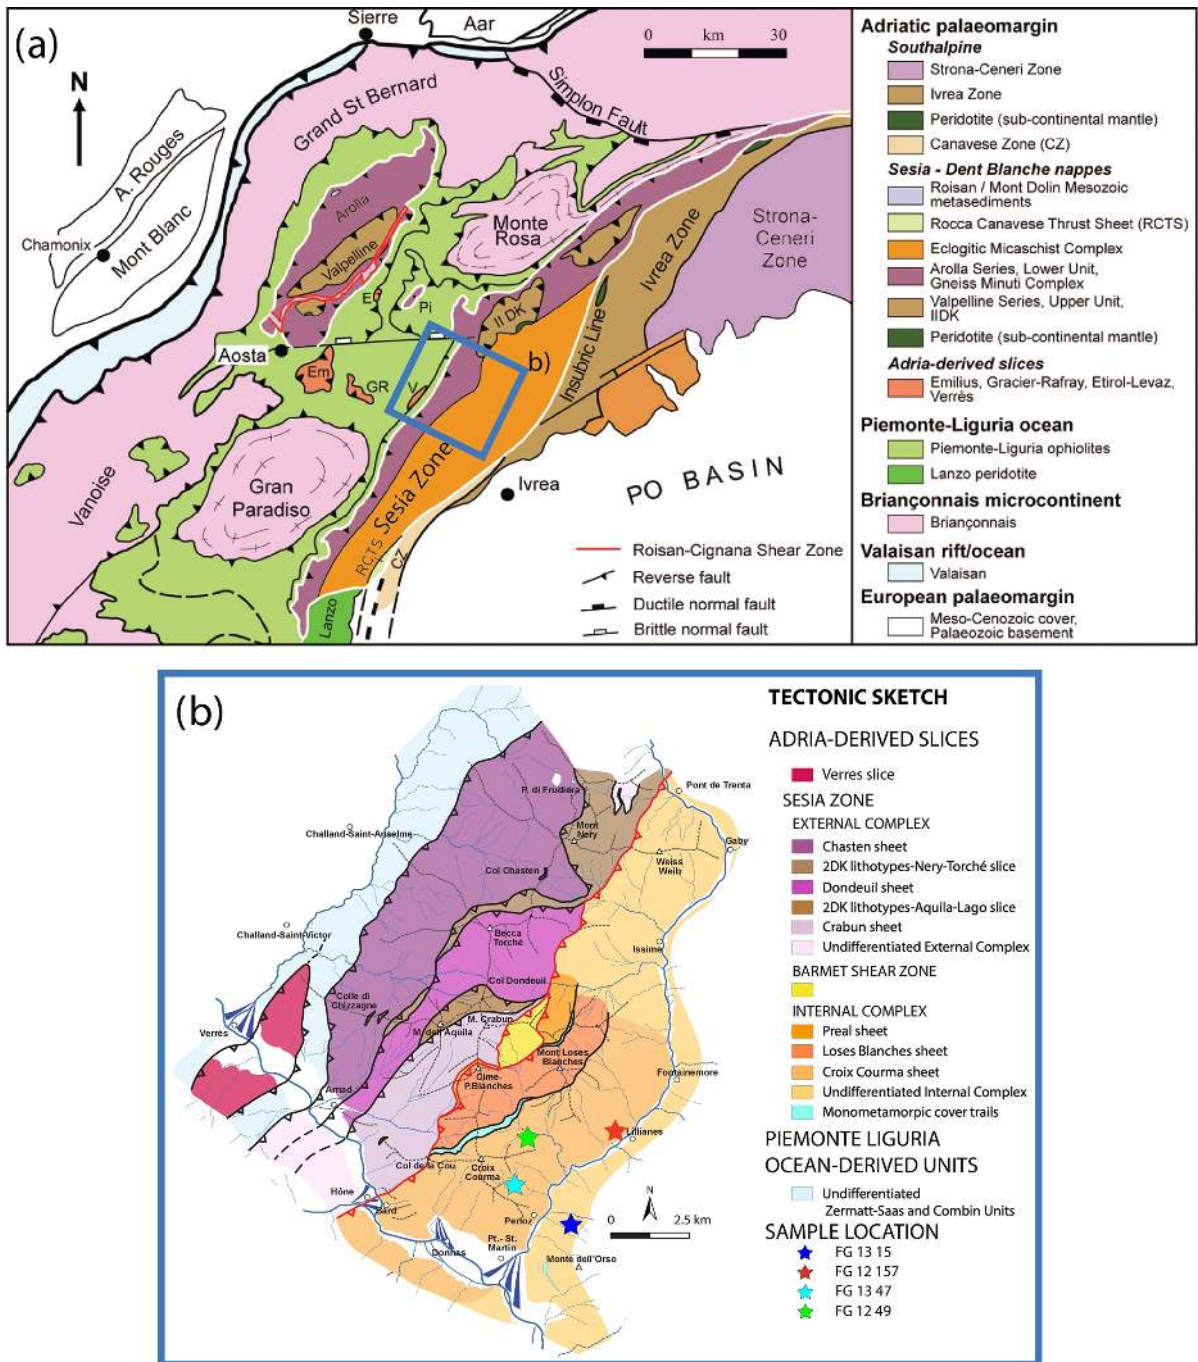 (a)
Sierre
Aar
0 km 30
N
Grand St Bernard
Simplon Fault
A. Rouges
Mont Blanc
Chamonix
Arolla
Valpelline
Monte
Rosa
Strona-
Ceneri
Zone
Ivrea Zone
E
Pi
II DK
Insubric Line
Aosta
Em
GR
V
b)
Vanoise
Gran
Paradiso
Sesia Zone
RCTS
CZ
Lanzo
Ivrea
PO BASIN
Roisan-Cignana Shear Zone
Reverse fault
Ductile normal fault
Brittle normal fault
Adriatic palaeomargin
Southalpine
Strona-Ceneri Zone
Ivrea Zone
Peridotite (sub-continental mantle)
Canavese Zone (CZ)
Sesia - Dent Blanche nappes
Roisan / Mont Dolin Mesozoic
metasediments
Rocca Canavese Thrust Sheet (RCTS)
Eclogitic Micaschist Complex
Arolla Series, Lower Unit,
Gneiss Minuti Complex
Valpelline Series, Upper Unit,
IIDK
Peridotite (sub-continental mantle)
Adria-derived slices
Emilius, Gracier-Rafray, Etirol-Levaz,
Verrès
Piemonte-Liguria ocean
Piemonte-Liguria ophiolites
Lanzo peridotite
Briançonnais microcontinent
Briançonnais
Valaisan rift/ocean
Valaisan
European palaeomargin
Meso-Cenozoic cover,
Palaeozoic basement
(b)
P. di Frudiera
Pont de Trenta
Challand-Saint-Anselme
Mont
Nery
Gaby
Weiss
Weib
Col Chasten
Challand-Saint-Victor
Becca
Torché
Issime
Col Dondeuil
Colle di
Chizzagne
Verrès
M. dell'Aquila
M. Crabun
Mont Loses
Blanches
Cime
P.Blanches
Fontainemore
Arnad
Lillianes
Col de la Cou
Croix
Courma
Hône
Bard
Perloz
N
0 2.5 km
Donnas
Pt.- St.
Martin
Monte dell'Orso
TECTONIC SKETCH
ADRIA-DERIVED SLICES
Verres slice
SESIA ZONE
EXTERNAL COMPLEX
Chasten sheet
2DK lithotypes-Nery-Torché slice
Dondeuil sheet
2DK lithotypes-Aquila-Lago slice
Crabun sheet
Undifferentiated External Complex
BARMET SHEAR ZONE
INTERNAL COMPLEX
Preal sheet
Loses Blanches sheet
Croix Courma sheet
Undifferentiated Internal Complex
Monometamorpic cover trails
PIEMONTE LIGURIA
OCEAN-DERIVED UNITS
Undifferentiated
Zermatt-Saas and Combin Units
SAMPLE LOCATION
FG 13 15
FG 12 157
FG 13 47
FG 12 49